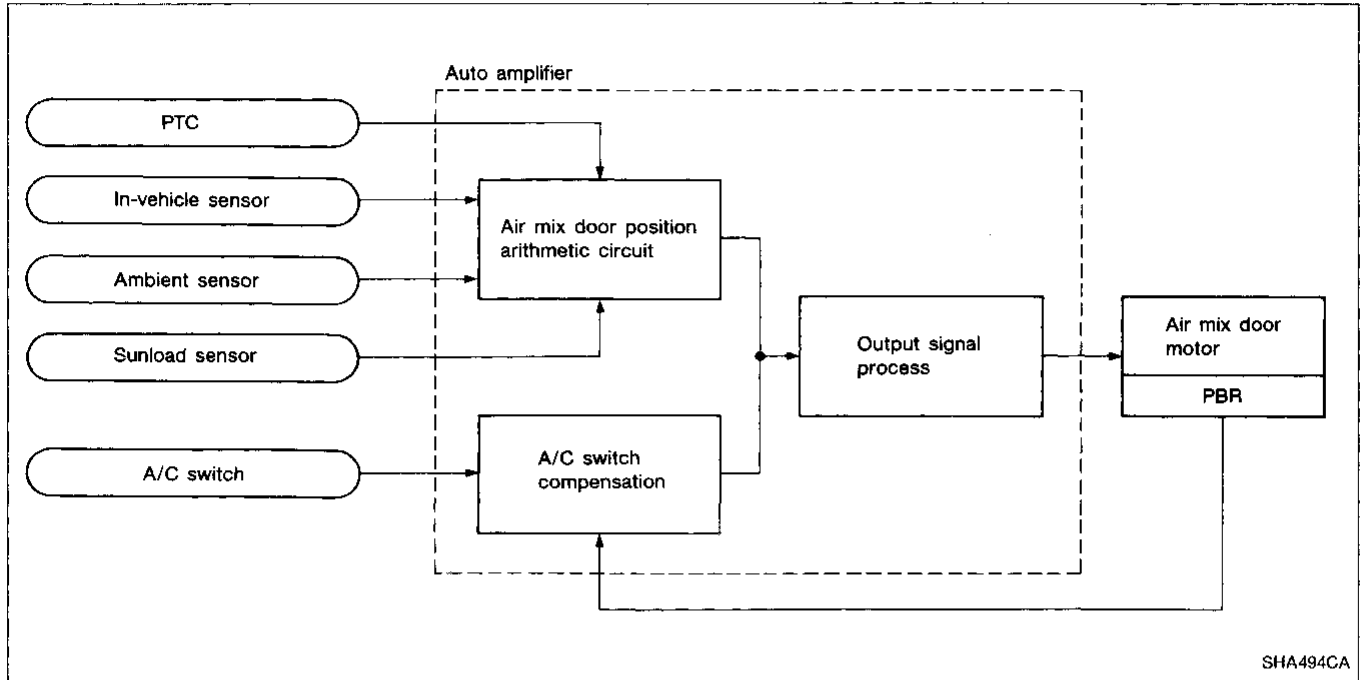 Auto amplifier
PTC
In-vehicle sensor
Ambient sensor
Sunload sensor
A/C switch
Air mix door position
arithmetic circuit
A/C switch
compensation
Output signal
process
Air mix door
motor
PBR
SHA494CA